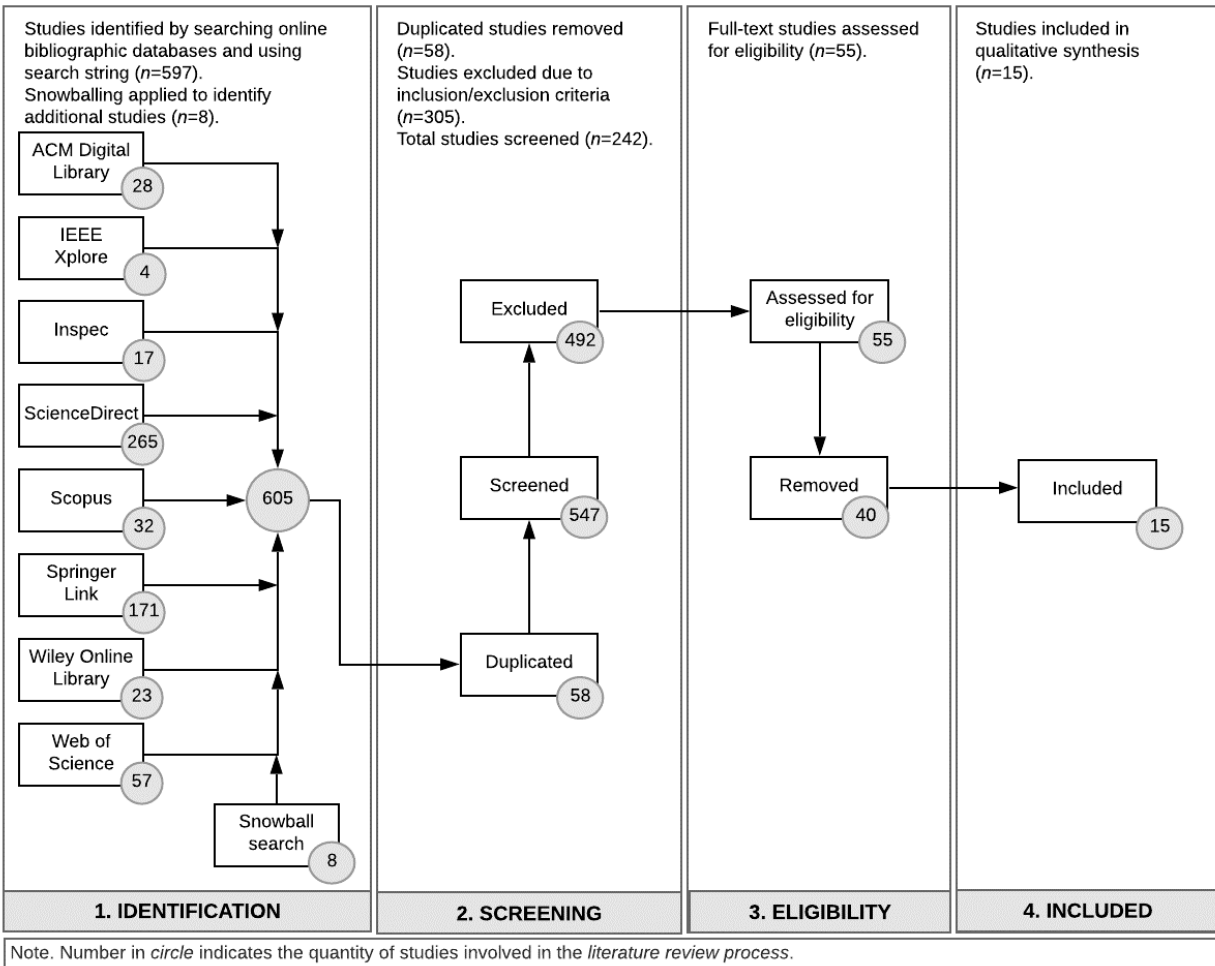 Studies identified by searching online
bibliographic databases and using
search string (n=597).
Snowballing applied to identify
additional studies (n=8).
ACM Digital
Library
28
IEEE
Xplore
4
Inspec
17
ScienceDirect
265
Scopus
32
Springer
Link
171
Wiley Online
Library
23
Web of
Science
57
Snowball
search
8
605
1. IDENTIFICATION
Duplicated studies removed
(n=58).
Studies excluded due to
inclusion/exclusion criteria
(n=305).
Total studies screened (n=242).
Excluded
492
Screened
547
Duplicated
58
2. SCREENING
Full-text studies assessed
for eligibility (n=55).
Assessed for
eligibility
55
Removed
40
3. ELIGIBILITY
Studies included in
qualitative synthesis
(n=15).
Included
15
4. INCLUDED
Note. Number in circle indicates the quantity of studies involved in the literature review process.